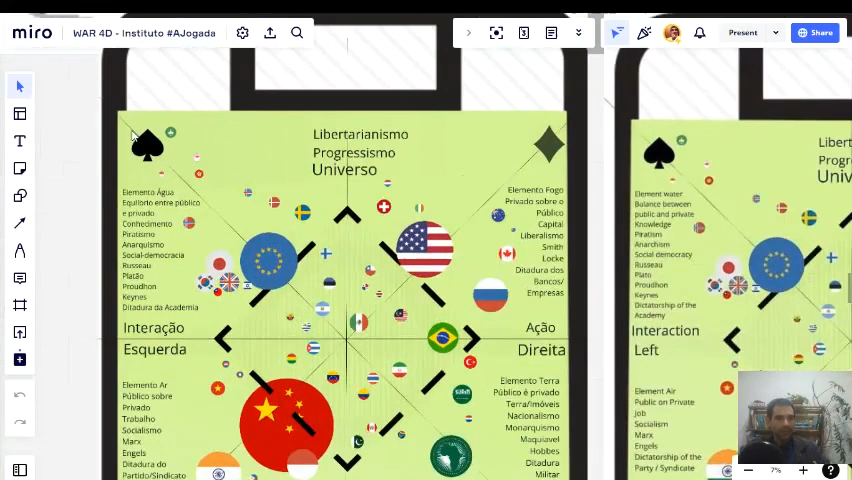 miro
WAR 4D - Instituto #AJogada
3
Present
Share
Libertarianismo
Progressismo
Universo
Elemento Água
Equilíbrio entre público
e privado
Conhecimento
Piratismo
Anarquismo
Social-democracia
Russeau
Platão
Proudhon
Keynes
Ditadura da Academia
Interação
Esquerda
Elemento Ar
Público sobre
Privado
Trabalho
Socialismo
Marx
Engels
Ditadura do
Partido/Sindicato
Elemento Fogo
Privado sobre o
Público
Capital
Liberalismo
Smith
Locke
Ditadura dos
Bancos/
Empresas
Ação
Direita
Elemento Terra
Público é privado
Terra/Imóveis
Nacionalismo
Monarquismo
Maquiavel
Hobbes
Ditadura
Militar
Libert
Progr
Univ
Element water
Balance between
public and private
Knowledge
Piratism
Anarchism
Social democracy
Russeau
Plato
Proudhon
Keynes
Dictatorship of the
Academy
Interaction
Left
Element Air
Public on Private
Job
Socialism
Marx
Engels
Dictatorship of the
Party / Syndicate
7%
?